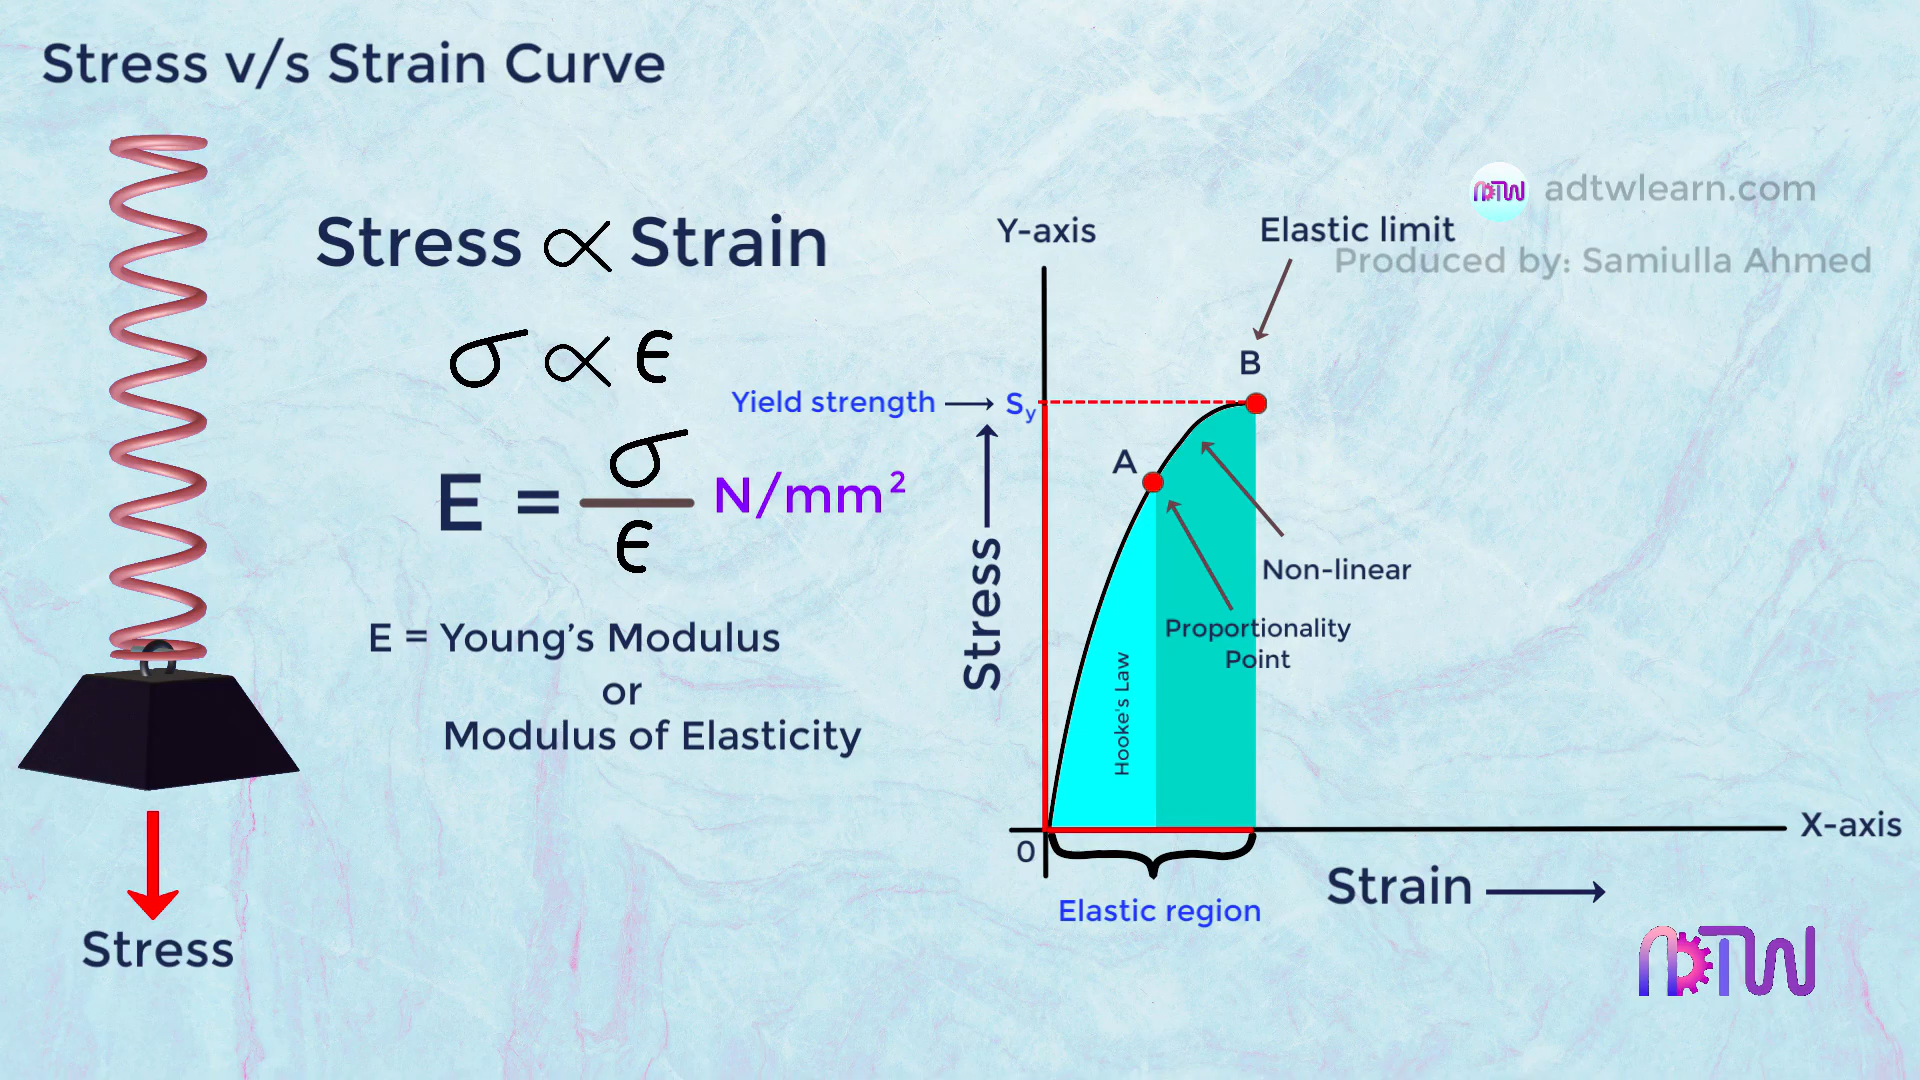 Stress v/s Strain Curve
adtwlearn.com
Produced by: Samiulla Ahmed
Stress ∝ Strain
σ ∝ ε
E = σ/ε N/mm²
E = Young's Modulus
or
Modulus of Elasticity
Stress
Y-axis
Elastic limit
B
Yield strength → Sy
A
Non-linear
Proportionality
Point
Hooke's Law
Stress
X-axis
0
Strain
Elastic region
ADTW